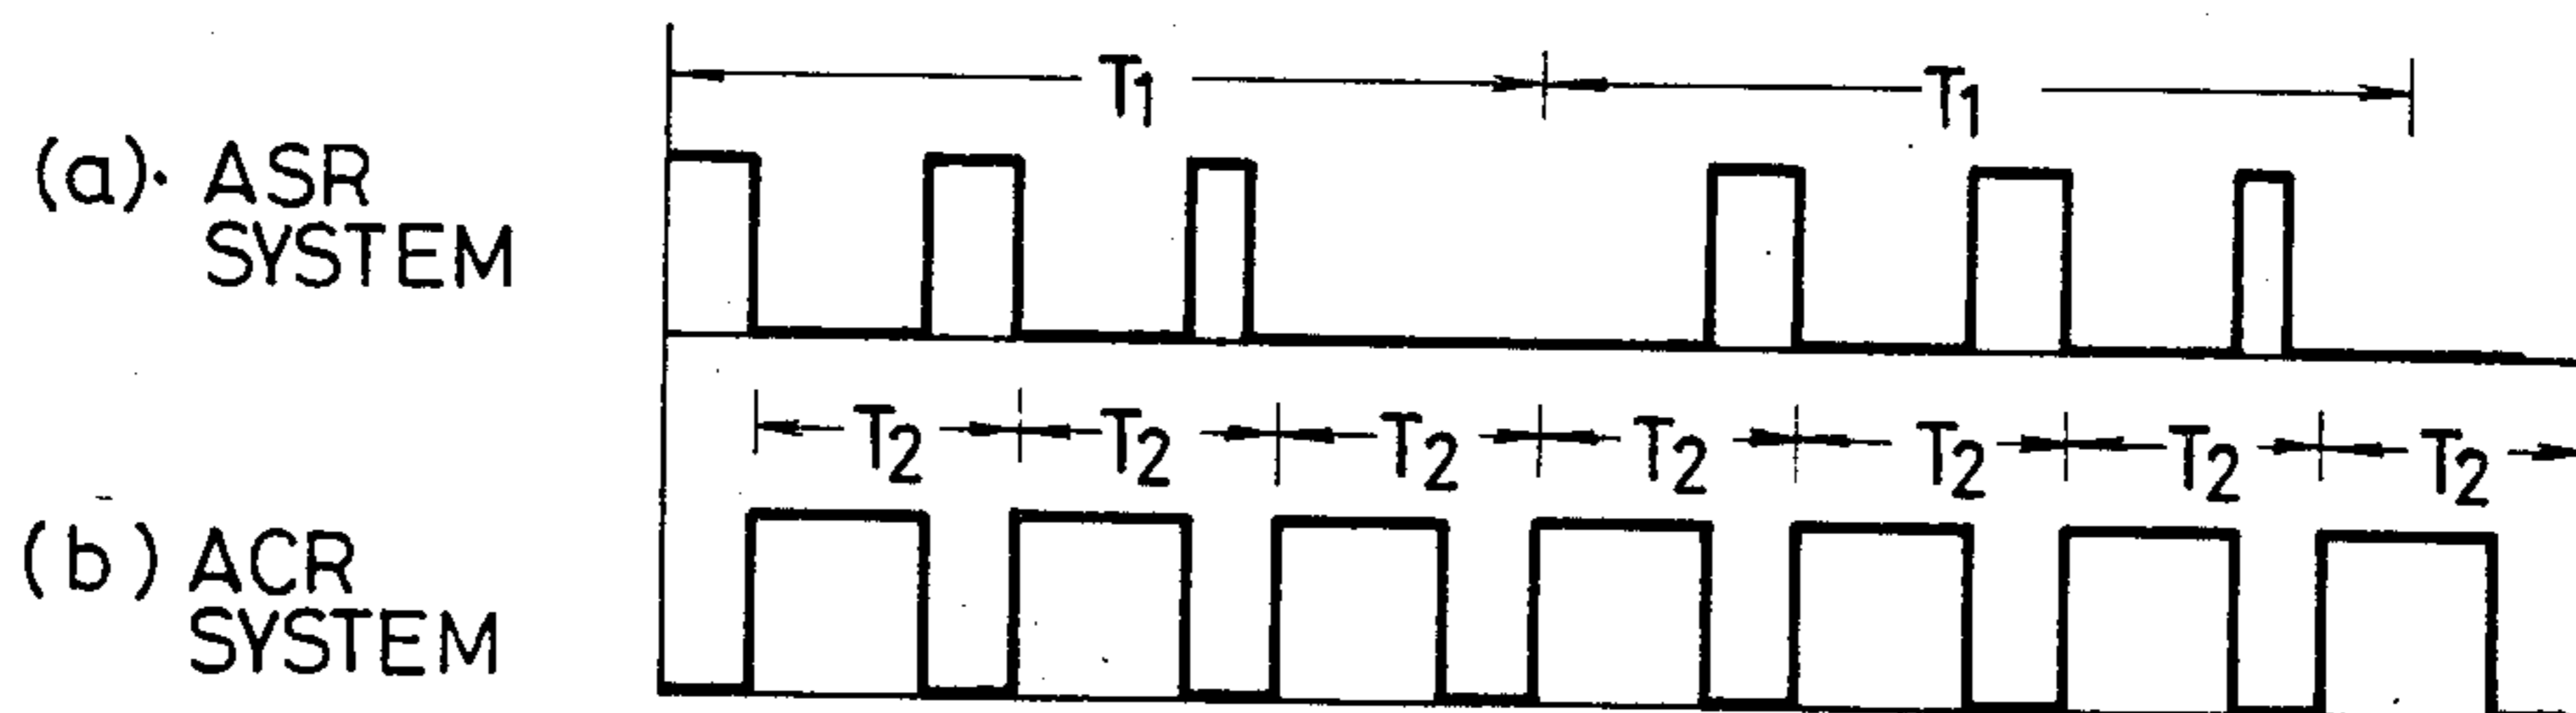 T1 T1
(a). ASR
SYSTEM
T2 T2 T2 T2 T2 T2 T2
(b) ACR
SYSTEM